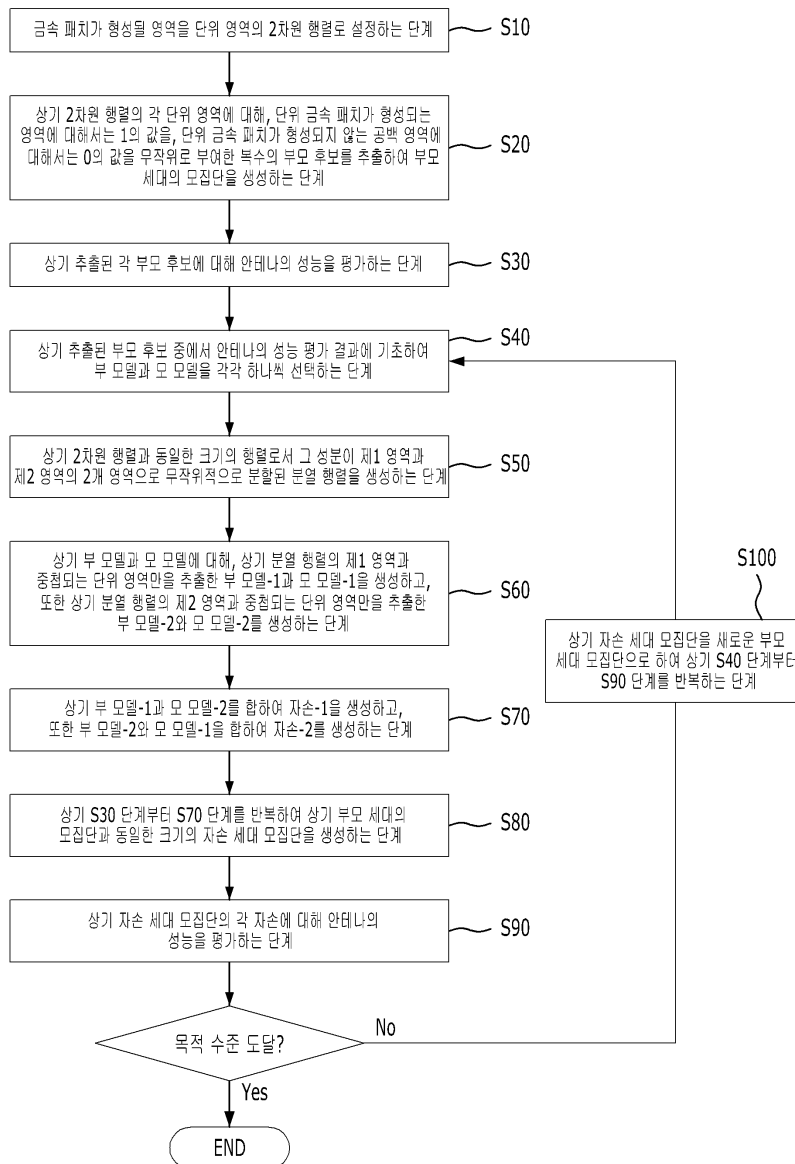 금속 패치가 형성될 영역을 단위 영역의 2차원 행렬로 설정하는 단계
S10
상기 2차원 행렬의 각 단위 영역에 대해, 단위 금속 패치가 형성되는
영역에 대해서는 1의 값을, 단위 금속 패치가 형성되지 않는 공백 영역에
대해서는 0의 값을 무작위로 부여한 복수의 부모 후보를 추출하여 부모
세대의 모집단을 생성하는 단계
S20
상기 추출된 각 부모 후보에 대해 안테나의 성능을 평가하는 단계
S30
상기 추출된 부모 후보 중에서 안테나의 성능 평가 결과에 기초하여
부 모델과 모 모델을 각각 하나씩 선택하는 단계
S40
상기 2차원 행렬과 동일한 크기의 행렬로서 그 성분이 제1 영역과
제2 영역의 2개 영역으로 무작위적으로 분할된 분열 행렬을 생성하는 단계
S50
상기 부 모델과 모 모델에 대해, 상기 분열 행렬의 제1 영역과
중첩되는 단위 영역만을 추출한 부 모델-1과 모 모델-1을 생성하고,
또한 상기 분열 행렬의 제2 영역과 중첩되는 단위 영역만을 추출한
부 모델-2와 모 모델-2를 생성하는 단계
S60
상기 부 모델-1과 모 모델-2를 합하여 자손-1을 생성하고,
또한 부 모델-2와 모 모델-1을 합하여 자손-2를 생성하는 단계
S70
상기 S30 단계부터 S70 단계를 반복하여 상기 부모 세대의
모집단과 동일한 크기의 자손 세대 모집단을 생성하는 단계
S80
상기 자손 세대 모집단의 각 자손에 대해 안테나의
성능을 평가하는 단계
S90
목적 수준 도달?
No
Yes
END
S100
상기 자손 세대 모집단을 새로운 부모
세대 모집단으로 하여 상기 S40 단계부터
S90 단계를 반복하는 단계